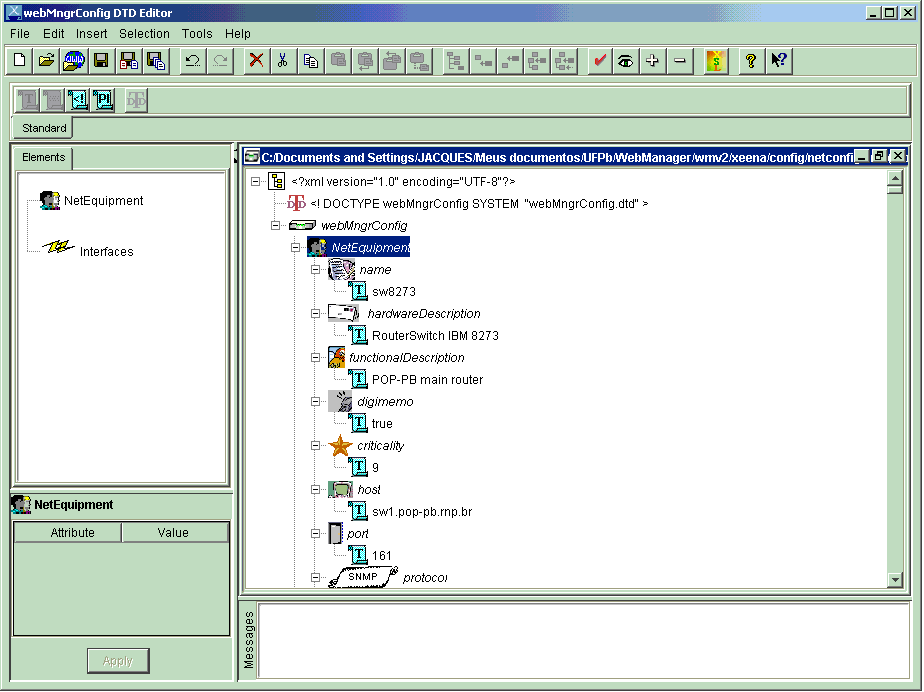 webMngrConfig DTD Editor
File Edit Insert Selection Tools Help
Standard
Elements
NetEquipment
Interfaces
NetEquipment
Attribute Value
Apply
C:/Documents and Settings/JACQUES/Meus documentos/UFPb/WebManager/wmv2/xeena/config/netconfi
<?xml version="1.0" encoding="UTF-8"?>
DTD <! DOCTYPE webMngrConfig SYSTEM "webMngrConfig.dtd" >
webMngrConfig
NetEquipment
name
T sw8273
hardwareDescription
T RouterSwitch IBM 8273
functionalDescription
T POP-PB main router
digimemo
T true
criticality
T 9
host
T sw1.pop-pb.rnp.br
port
T 161
SNMP protocol
Messages